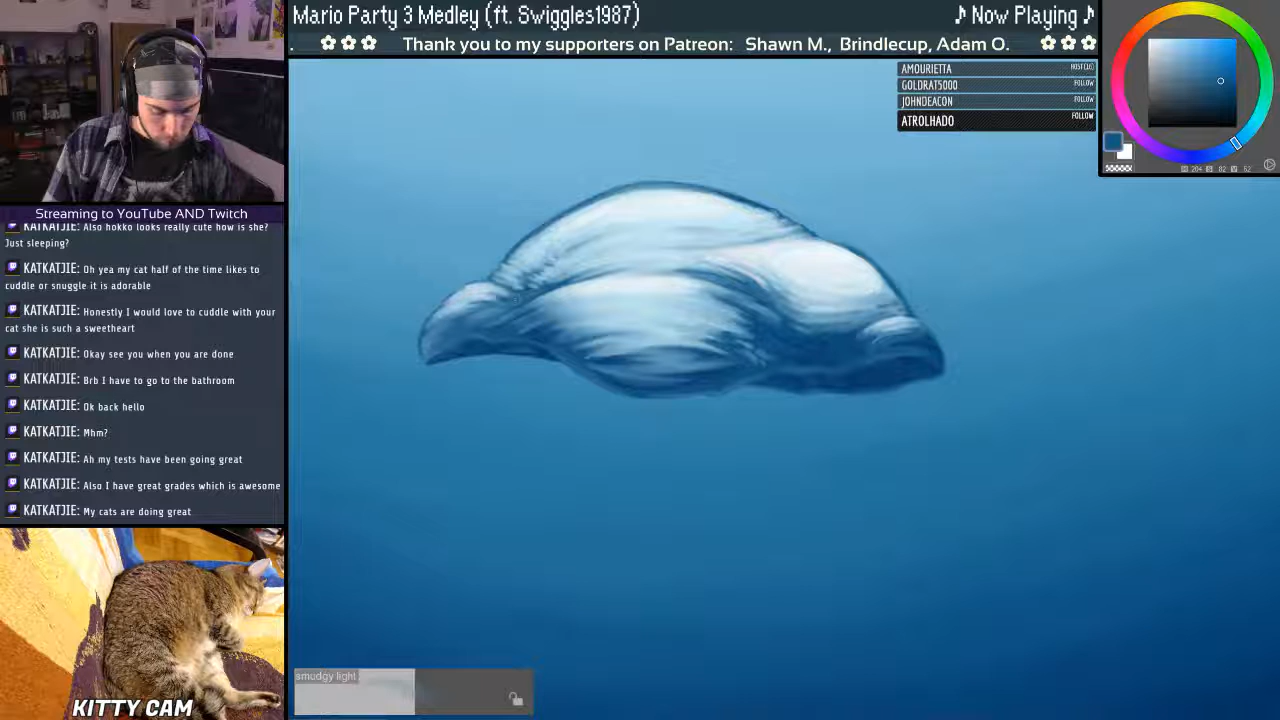 Mario Party 3 Medley (ft. Swiggles1987)
♪ Now Playing ♪
. ✿ ✿ ✿ Thank you to my supporters on Patreon: Shawn M., Brindlecup, Adam O. ✿ ✿ ✿
AMOURIETTA
GOLDRAT5000 FOLLOW
JOHNDEACON FOLLOW
ATROLHADO FOLLOW
Streaming to YouTube AND Twitch
KATKATJIE: Also hokko looks really cute how is she?
Just sleeping?
KATKATJIE: Oh yea my cat half of the time likes to
cuddle or snuggle it is adorable
KATKATJIE: Honestly I would love to cuddle with your
cat she is such a sweetheart
KATKATJIE: Okay see you when you are done
KATKATJIE: Brb I have to go to the bathroom
KATKATJIE: Ok back hello
KATKATJIE: Mhm?
KATKATJIE: Ah my tests have been going great
KATKATJIE: Also I have great grades which is awesome
KATKATJIE: My cats are doing great
smudgy light
KITTY CAM